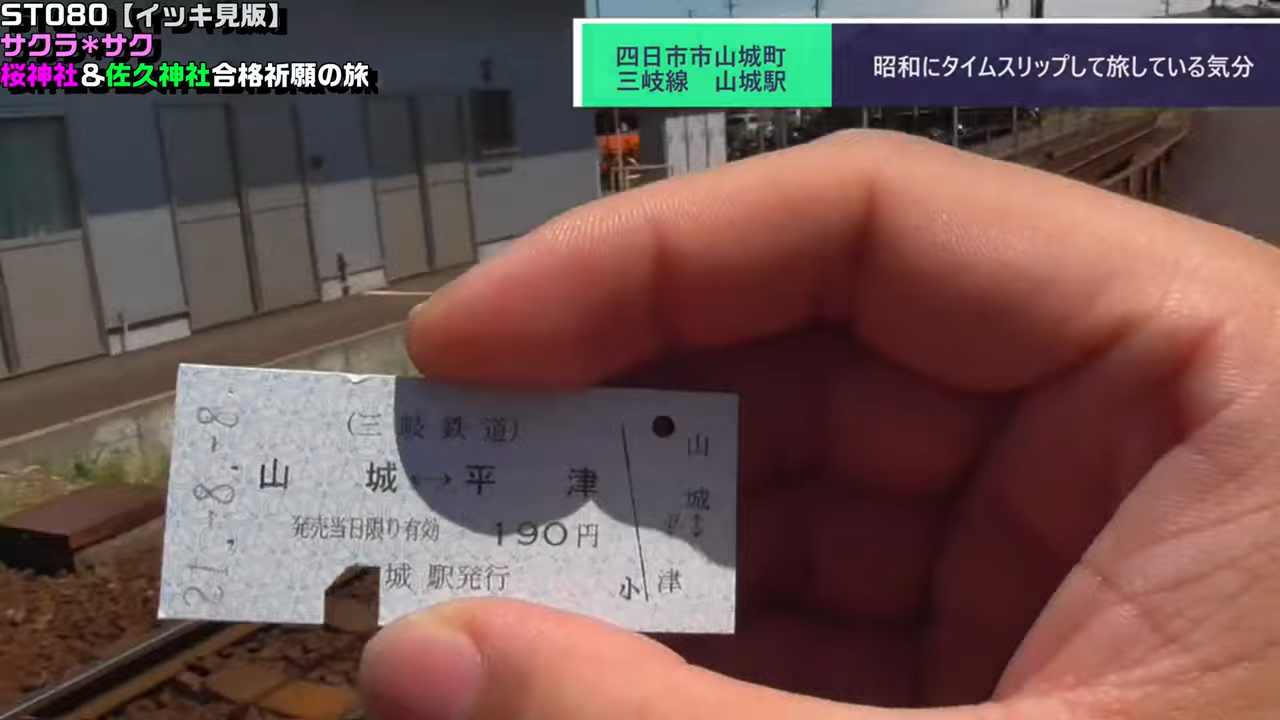 ST080【イッキ見版】
サクラ＊サク
桜神社＆佐久神社合格祈願の旅
四日市市山城町
三岐線　山城駅
昭和にタイムスリップして旅している気分
21.-8.-8.
(三岐鉄道)
山城→平津
発売当日限り有効　190円
城駅発行
山城
↕
平津
小